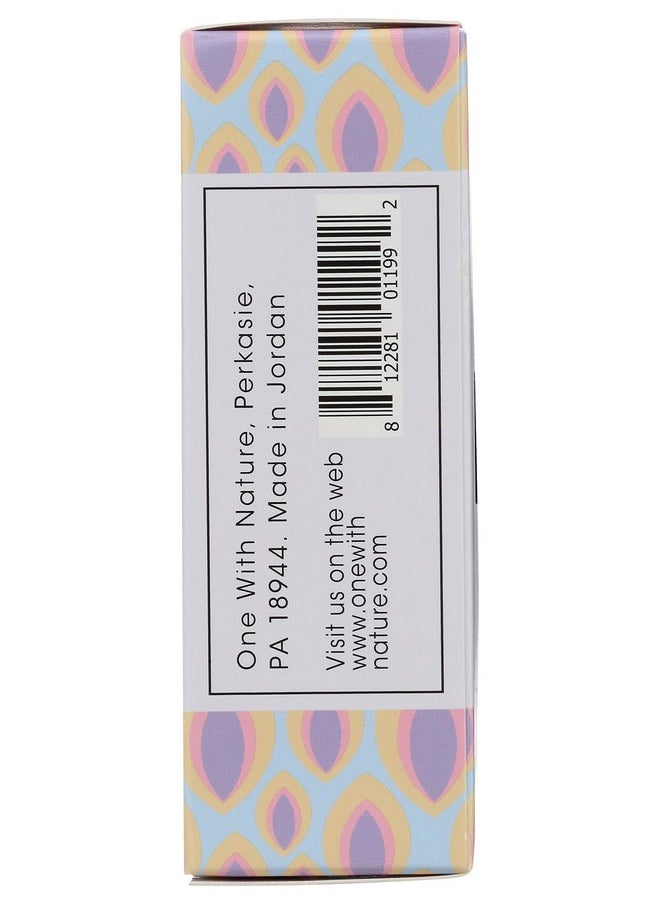 One With Nature, Perkasie,
PA 18944. Made in Jordan
Visit us on the web
www.onewith
nature.com
8 12281 01199 2